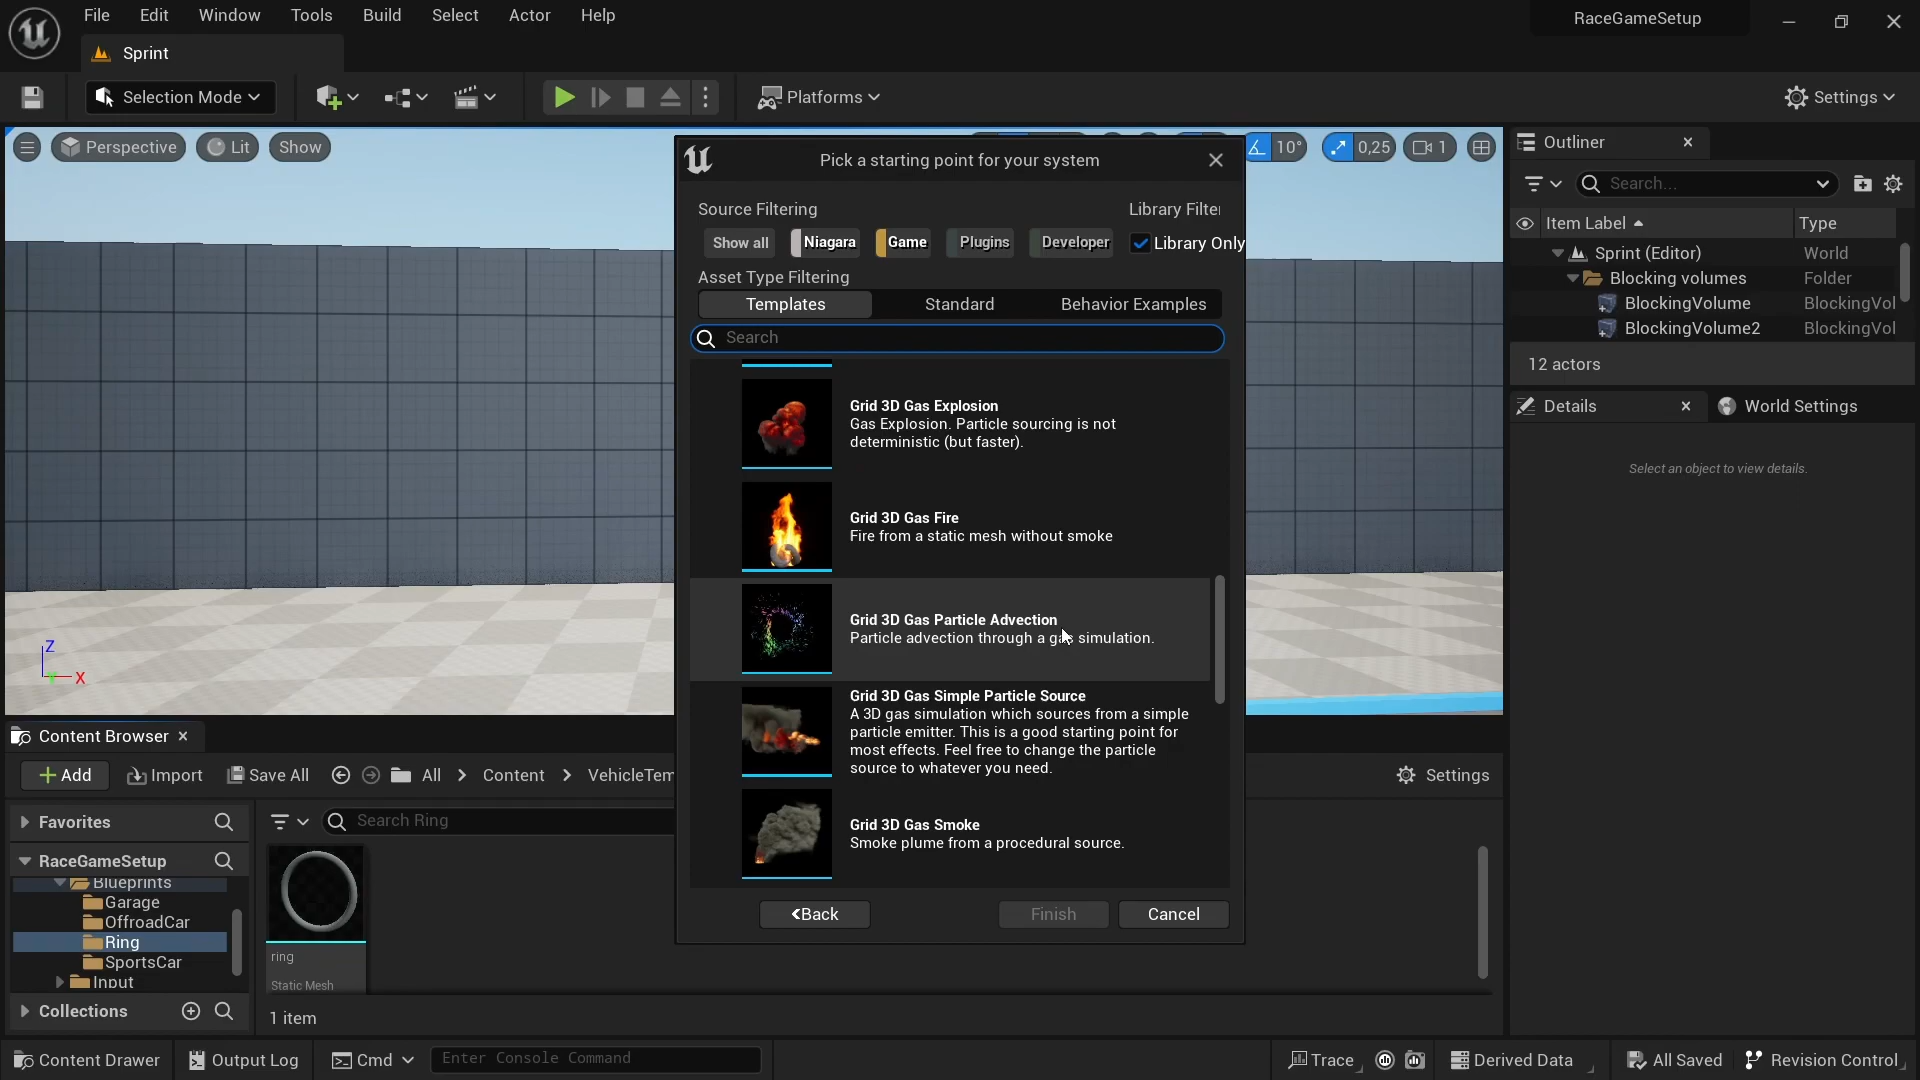 File Edit Window Tools Build Select Actor Help
RaceGameSetup
Sprint
Selection Mode
Platforms
Settings
Perspective
Lit
Show
10°
0,25
1
Z
Y
X
Pick a starting point for your system
Source Filtering
Library Filter
Show all
Niagara
Game
Plugins
Developer
Library Only
Asset Type Filtering
Templates
Standard
Behavior Examples
Search
Grid 3D Gas Explosion
Gas Explosion. Particle sourcing is not
deterministic (but faster).
Grid 3D Gas Fire
Fire from a static mesh without smoke
Grid 3D Gas Particle Advection
Particle advection through a gas simulation.
Grid 3D Gas Simple Particle Source
A 3D gas simulation which sources from a simple
particle emitter. This is a good starting point for
most effects. Feel free to change the particle
source to whatever you need.
Grid 3D Gas Smoke
Smoke plume from a procedural source.
Back
Finish
Cancel
Outliner
Search...
Item Label
Type
Sprint (Editor) World
Blocking volumes Folder
BlockingVolume BlockingVol
BlockingVolume2 BlockingVol
12 actors
Details
World Settings
Select an object to view details.
Content Browser
Add
Import
Save All
All
Content
VehicleTem
Settings
Favorites
RaceGameSetup
Blueprints
Garage
OffroadCar
Ring
SportsCar
Input
Collections
Search Ring
ring
Static Mesh
1 item
Content Drawer
Output Log
Cmd
Enter Console Command
Trace
Derived Data
All Saved
Revision Control